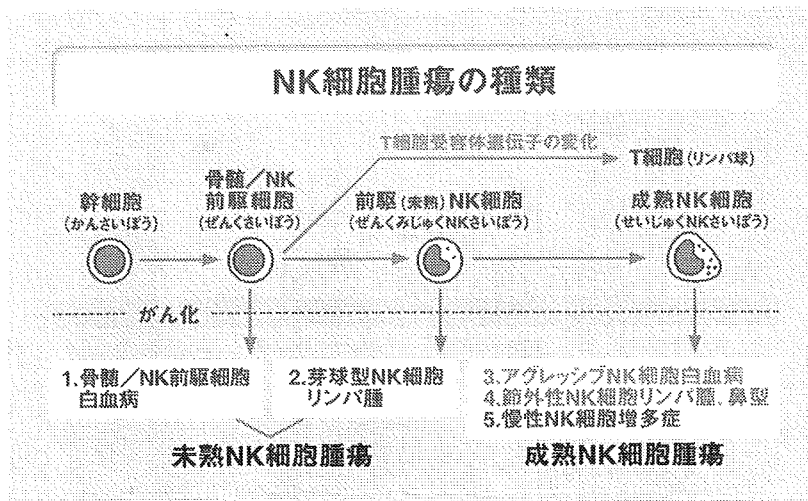 NK細胞腫瘍の種類
T細胞受容体遺伝子の変化
T細胞(リンパ球)
幹細胞
(かんさいぼう)
骨髄/NK
前駆細胞
(ぜんくさいぼう)
前駆(未熟)NK細胞
(ぜんくみじゅくNKさいぼう)
成熟NK細胞
(せいじゅくNKさいぼう)
がん化
1.骨髄/NK前駆細胞
白血病
2.芽球型NK細胞
リンパ腫
3.アグレッシブNK細胞白血病
4.節外性NK細胞リンパ腫、鼻型
5.慢性NK細胞増多症
未熟NK細胞腫瘍
成熟NK細胞腫瘍